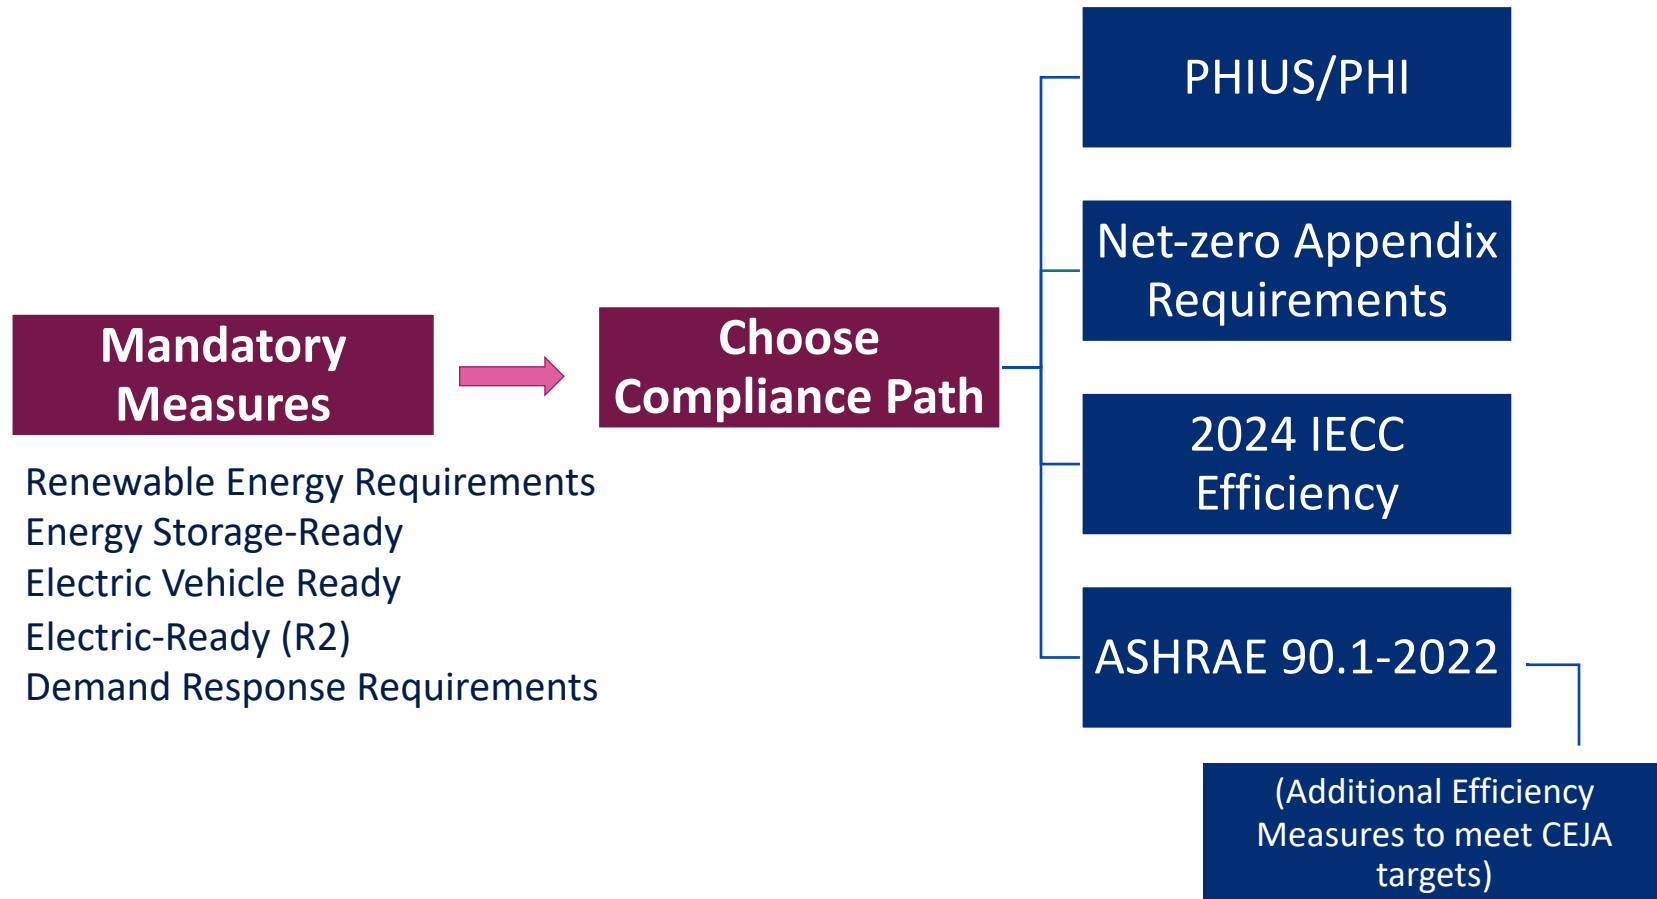 Mandatory
Measures
Renewable Energy Requirements
Energy Storage-Ready
Electric Vehicle Ready
Electric-Ready (R2)
Demand Response Requirements
Choose
Compliance Path
PHIUS/PHI
Net-zero Appendix
Requirements
2024 IECC
Efficiency
ASHRAE 90.1-2022
(Additional Efficiency
Measures to meet CEJA
targets)